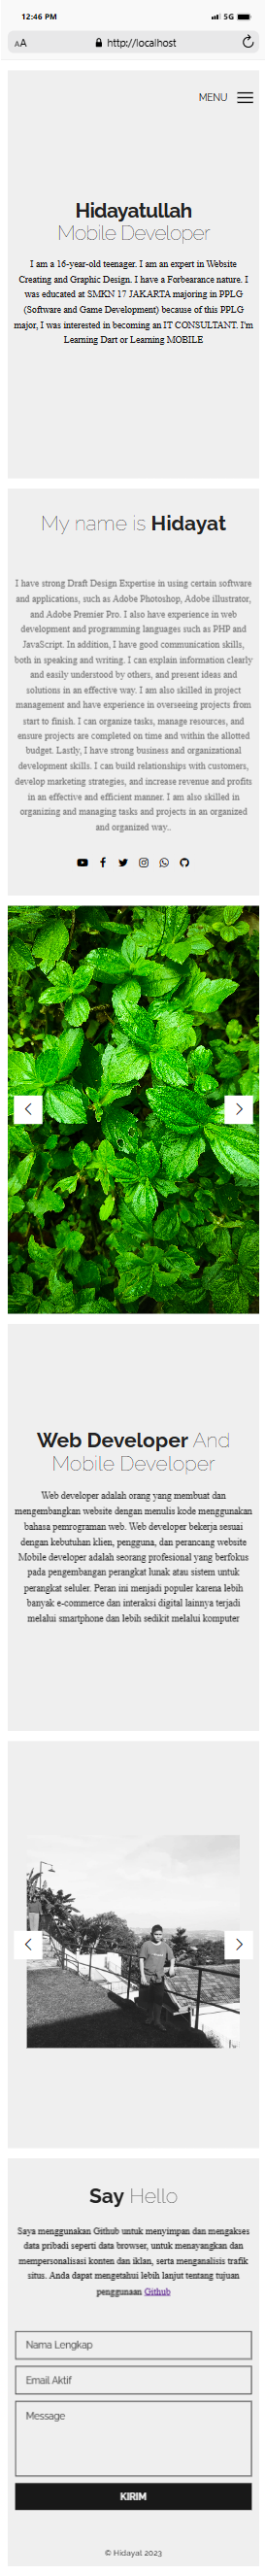 12:46 PM 5G
AA http://localhost
MENU
Hidayatullah
Mobile Developer
I am a 16-year-old teenager. I am an expert in Website
Creating and Graphic Design. I have a Forbearance nature. I
was educated at SMKN 17 JAKARTA majoring in PPLG
(Software and Game Development) because of this PPLG
major, I was interested in becoming an IT CONSULTANT. I'm
Learning Dart or Learning MOBILE
My name is Hidayat
I have strong Draft Design Expertise in using certain software
and applications, such as Adobe Photoshop, Adobe illustrator,
and Adobe Premier Pro. I also have experience in web
development and programming languages such as PHP and
JavaScript. In addition, I have good communication skills,
both in speaking and writing. I can explain information clearly
and easily understood by others, and present ideas and
solutions in an effective way. I am also skilled in project
management and have experience in overseeing projects from
start to finish. I can organize tasks, manage resources, and
ensure projects are completed on time and within the allotted
budget. Lastly, I have strong business and organizational
development skills. I can build relationships with customers,
develop marketing strategies, and increase revenue and profits
in an effective and efficient manner. I am also skilled in
organizing and managing tasks and projects in an organized
and organized way..
Web Developer And
Mobile Developer
Web developer adalah orang yang membuat dan
mengembangkan website dengan menulis kode menggunakan
bahasa pemrograman web. Web developer bekerja sesuai
dengan kebutuhan klien, pengguna, dan perancang website
Mobile developer adalah seorang profesional yang berfokus
pada pengembangan perangkat lunak atau sistem untuk
perangkat seluler. Peran ini menjadi populer karena lebih
banyak e-commerce dan interaksi digital lainnya terjadi
melalui smartphone dan lebih sedikit melalui komputer
Say Hello
Saya menggunakan Github untuk menyimpan dan mengakses
data pribadi seperti data browser, untuk menayangkan dan
mempersonalisasi konten dan iklan, serta menganalisis trafik
situs. Anda dapat mengetahui lebih lanjut tentang tujuan
penggunaan Github
Nama Lengkap
Email Aktif
Message
KIRIM
© Hidayat 2023